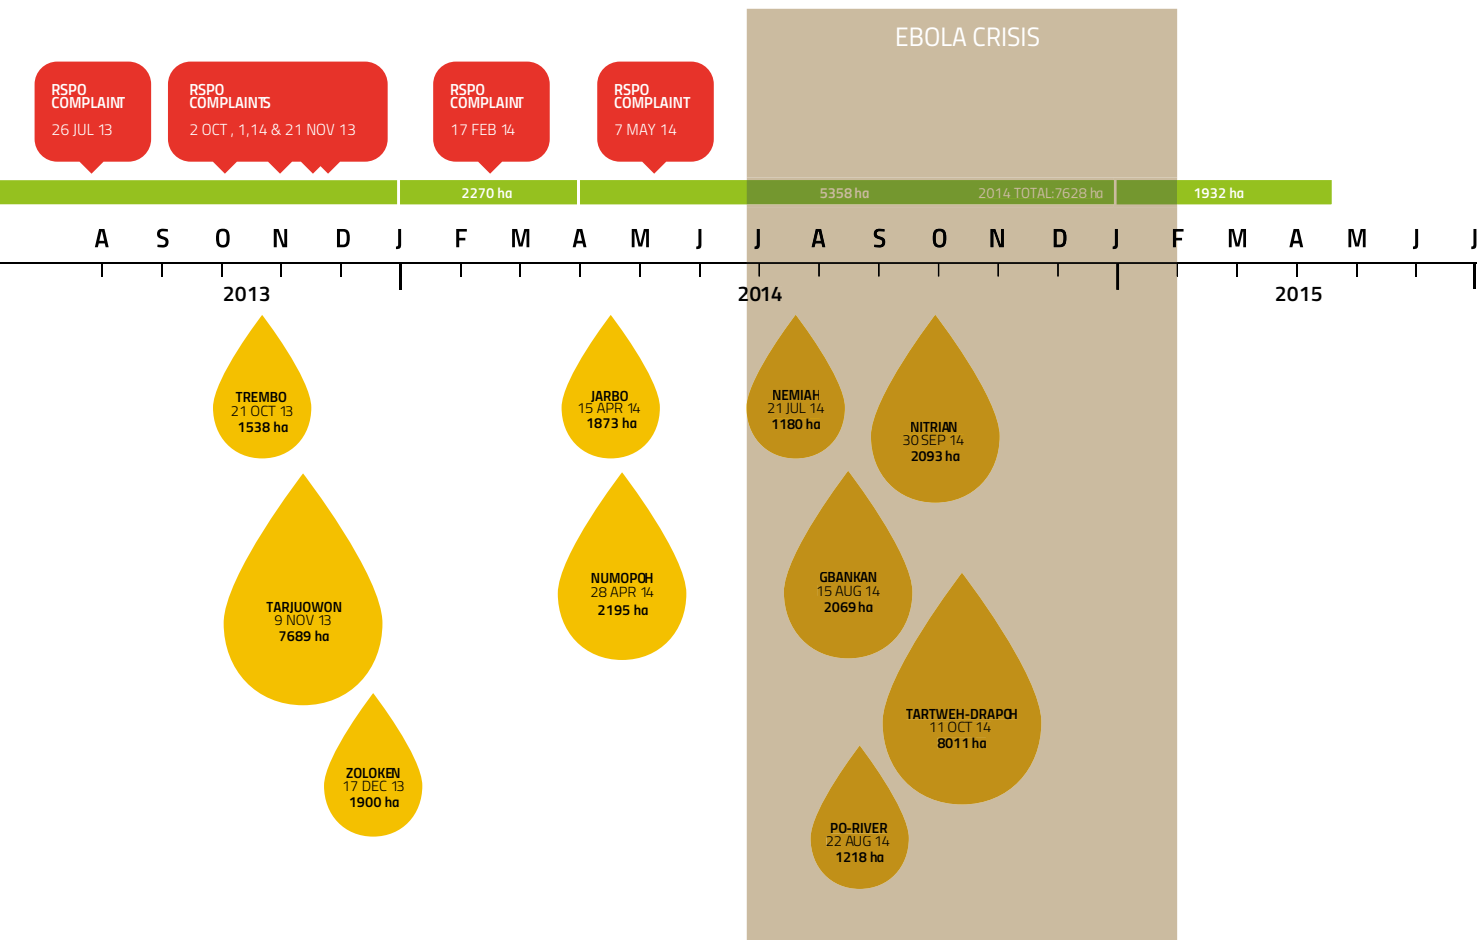 EBOLA CRISIS
RSPO
COMPLAINT
26 JUL 13
RSPO
COMPLAINTS
2 OCT , 1,14 & 21 NOV 13
RSPO
COMPLAINT
17 FEB 14
RSPO
COMPLAINT
7 MAY 14
2270 ha
5358 ha
2014 TOTAL:7628 ha
1932 ha
A S O N D J F M A M J J A S O N D J F M A M J J
2013
2014
2015
TREMBO
21 OCT 13
1538 ha
JARBO
15 APR 14
1873 ha
NEMIAH
21 JUL 14
1180 ha
NITRIAN
30 SEP 14
2093 ha
TARJUOWON
9 NOV 13
7689 ha
NUMOPOH
28 APR 14
2195 ha
GBANKAN
15 AUG 14
2069 ha
TARTWEH-DRAPOH
11 OCT 14
8011 ha
ZOLOKEN
17 DEC 13
1900 ha
PO-RIVER
22 AUG 14
1218 ha